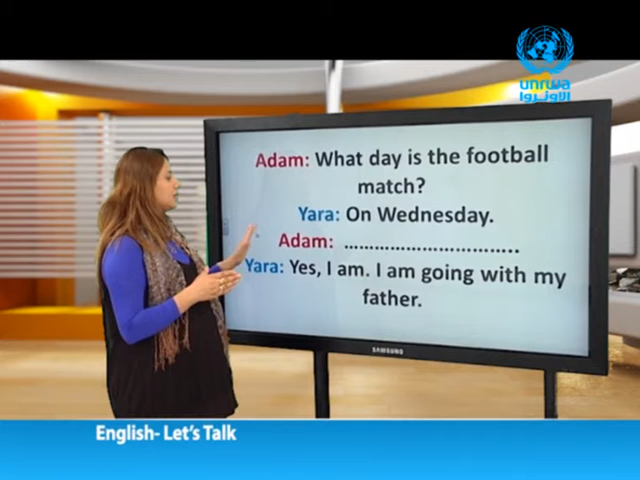 unrwa
الأونروا
Adam: What day is the football
match?
Yara: On Wednesday.
Adam: ……………………………..
Yara: Yes, I am. I am going with my
father.
SAMSUNG
English- Let's Talk